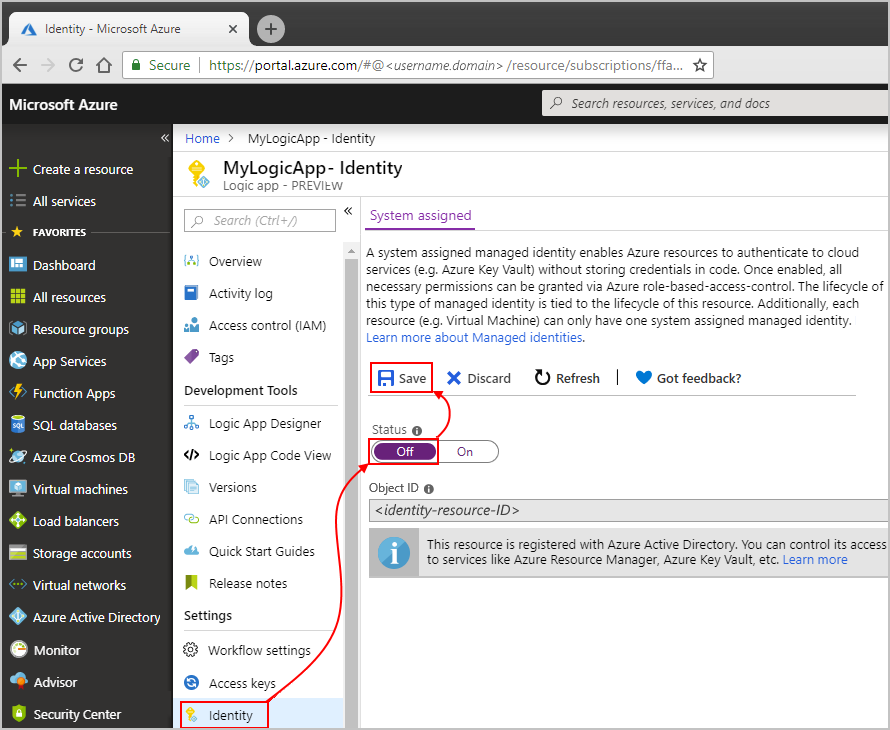 Identity - Microsoft Azure
Secure https://portal.azure.com/#@<username.domain>/resource/subscriptions/ffa...
Microsoft Azure
Search resources, services, and docs
Create a resource
All services
FAVORITES
Dashboard
All resources
Resource groups
App Services
Function Apps
SQL databases
Azure Cosmos DB
Virtual machines
Load balancers
Storage accounts
Virtual networks
Azure Active Directory
Monitor
Advisor
Security Center
Home > MyLogicApp - Identity
MyLogicApp - Identity
Logic app - PREVIEW
Search (Ctrl+/)
Overview
Activity log
Access control (IAM)
Tags
Development Tools
Logic App Designer
Logic App Code View
Versions
API Connections
Quick Start Guides
Release notes
Settings
Workflow settings
Access keys
Identity
System assigned
A system assigned managed identity enables Azure resources to authenticate to cloud
services (e.g. Azure Key Vault) without storing credentials in code. Once enabled, all
necessary permissions can be granted via Azure role-based-access-control. The lifecycle of
this type of managed identity is tied to the lifecycle of this resource. Additionally, each
resource (e.g. Virtual Machine) can only have one system assigned managed identity.
Learn more about Managed identities.
Save Discard Refresh | Got feedback?
Status
Off On
Object ID
<identity-resource-ID>
This resource is registered with Azure Active Directory. You can control its access
to services like Azure Resource Manager, Azure Key Vault, etc. Learn more